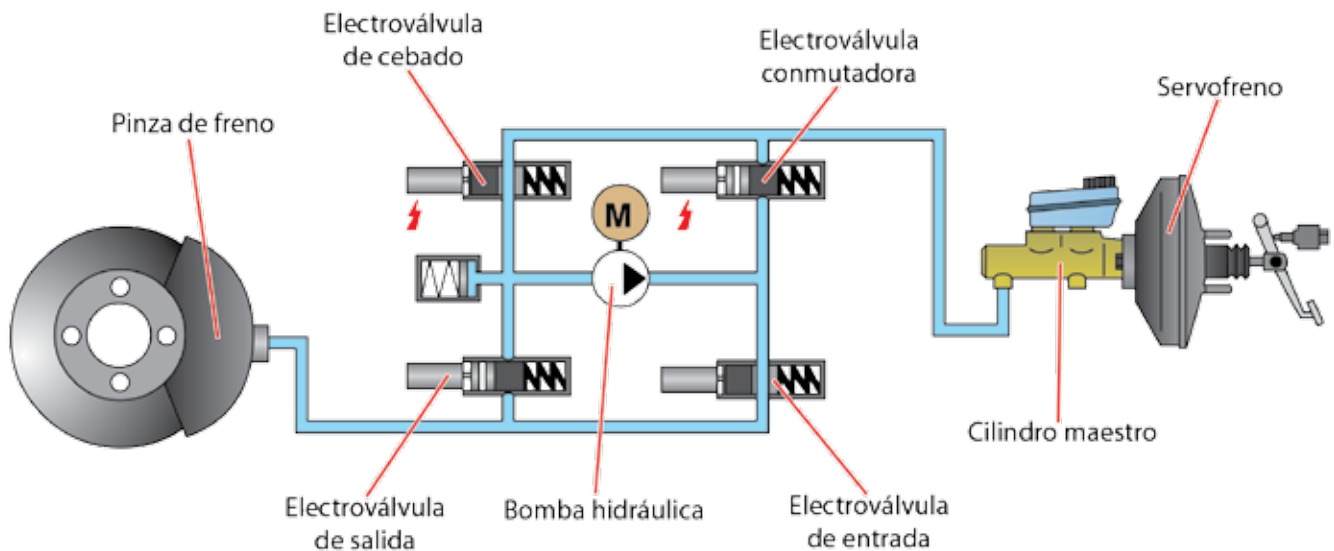 Electroválvula
de cebado
Electroválvula
conmutadora
Servofreno
Pinza de freno
M
Cilindro maestro
Electroválvula
de salida
Bomba hidráulica
Electroválvula
de entrada